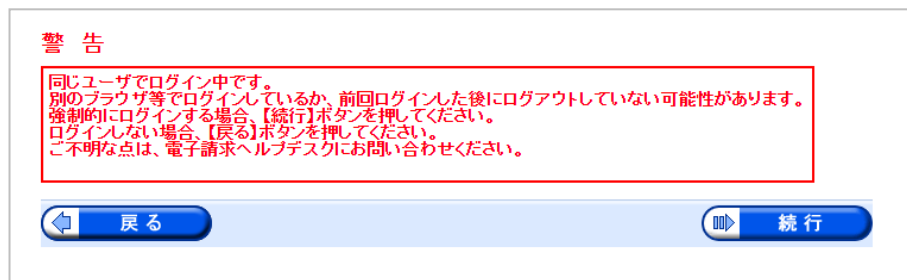 警 告
同じユーザでログイン中です。
別のブラウザ等でログインしているか、前回ログインした後にログアウトしていない可能性があります。
強制的にログインする場合、【続行】ボタンを押してください。
ログインしない場合、【戻る】ボタンを押してください。
ご不明な点は、電子請求ヘルプデスクにお問い合わせください。
戻 る
続 行